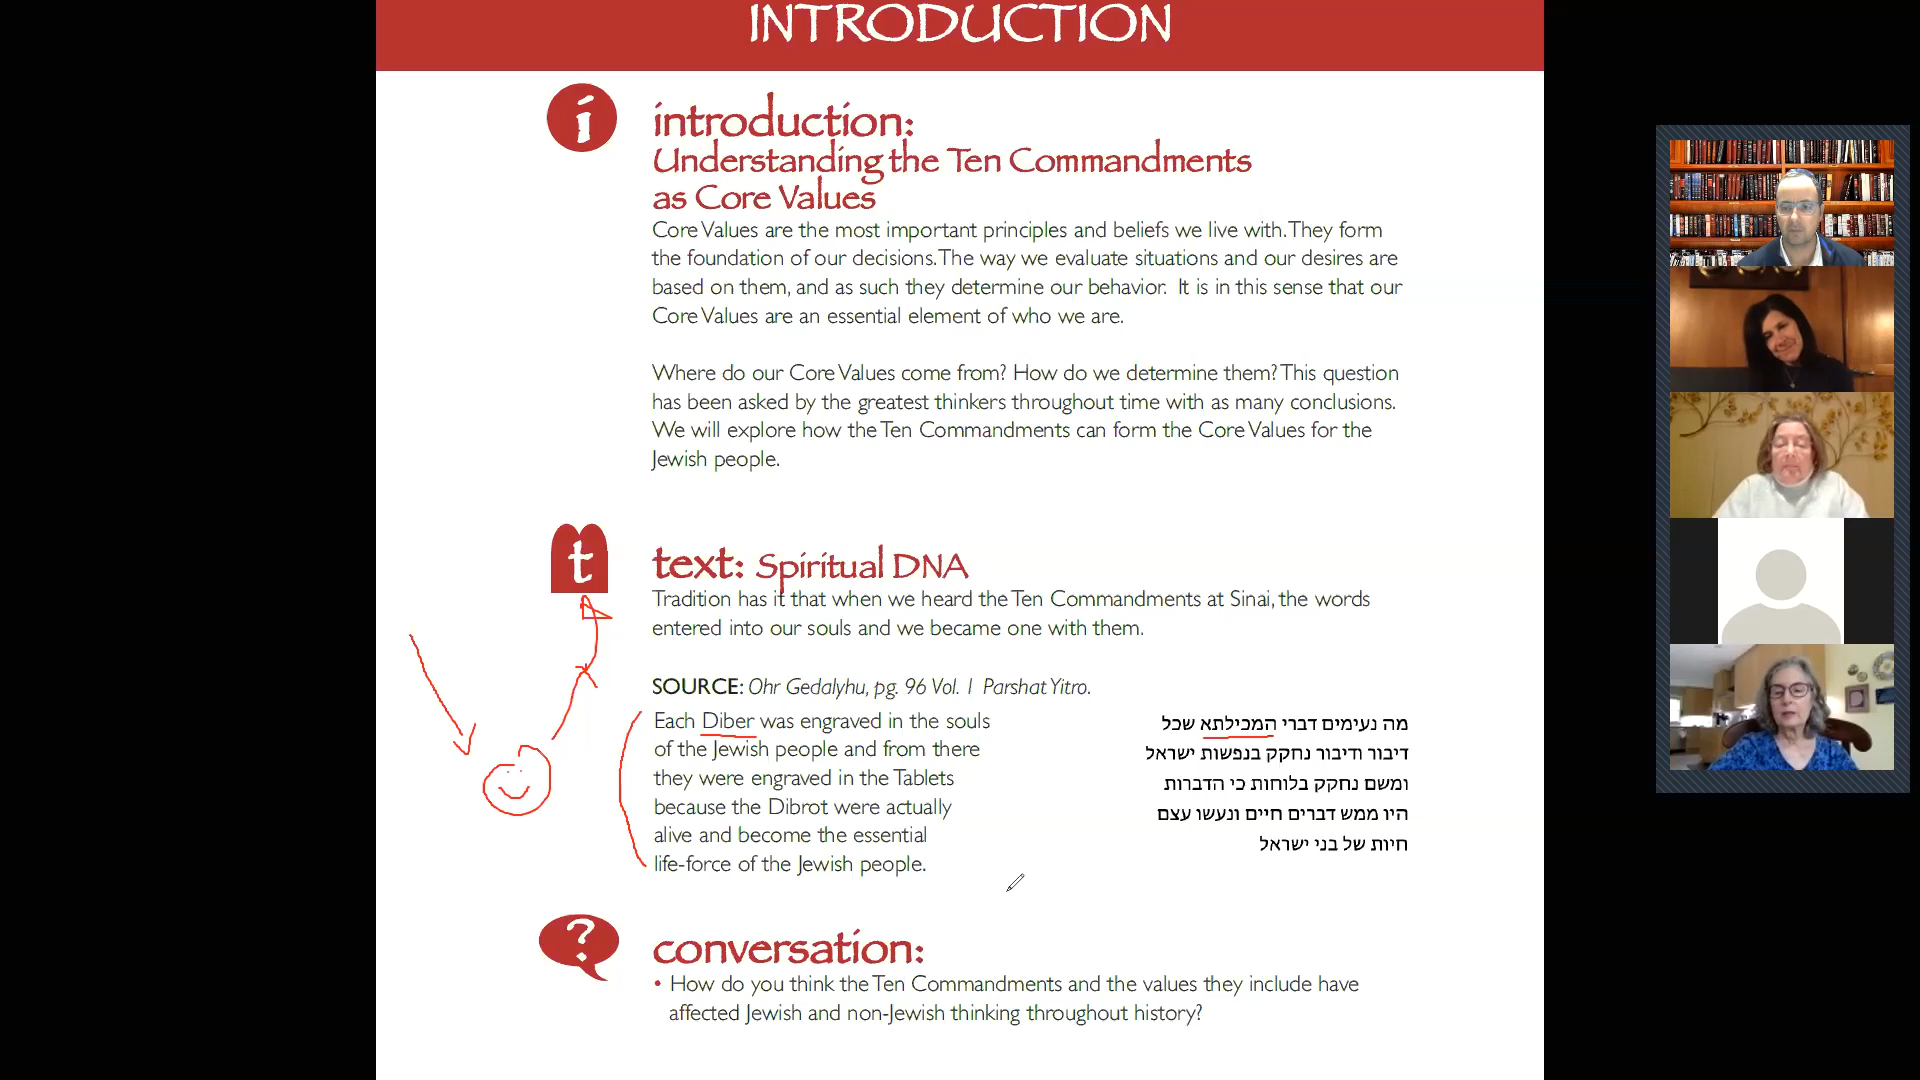 INTRODUCTION
i
introduction:
Understanding the Ten Commandments
as Core Values
Core Values are the most important principles and beliefs we live with. They form
the foundation of our decisions. The way we evaluate situations and our desires are
based on them, and as such they determine our behavior. It is in this sense that our
Core Values are an essential element of who we are.
Where do our Core Values come from? How do we determine them? This question
has been asked by the greatest thinkers throughout time with as many conclusions.
We will explore how the Ten Commandments can form the Core Values for the
Jewish people.
t
text: Spiritual DNA
Tradition has it that when we heard the Ten Commandments at Sinai, the words
entered into our souls and we became one with them.
SOURCE: Ohr Gedalyhu, pg. 96 Vol. 1 Parshat Yitro.
Each Diber was engraved in the souls
of the Jewish people and from there
they were engraved in the Tablets
because the Dibrot were actually
alive and become the essential
life-force of the Jewish people.
מה נעימים דברי המכילתא שכל
דיבור ודיבור נחקק בנפשות ישראל
ומשם נחקק בלוחות כי הדברות
היו ממש דברים חיים ונעשו עצם
חיות של בני ישראל
?
conversation:
• How do you think the Ten Commandments and the values they include have
affected Jewish and non-Jewish thinking throughout history?